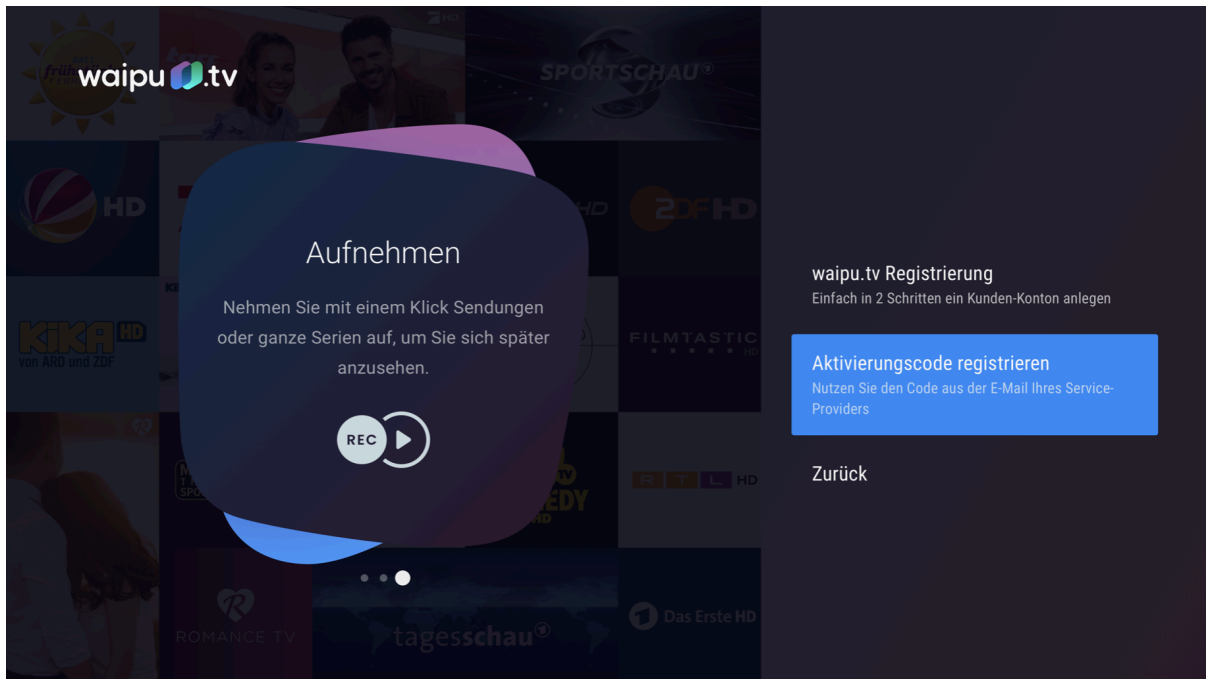 waipu.tv
SPORTSCHAU
HD
HD
ZDF HD
Aufnehmen
Nehmen Sie mit einem Klick Sendungen
oder ganze Serien auf, um Sie sich später
anzusehen.
REC
KiKA HD
von ARD und ZDF
FILMTASTIC
HD
RTL HD
ROMANCE TV
tagesschau
Das Erste HD
waipu.tv Registrierung
Einfach in 2 Schritten ein Kunden-Konton anlegen
Aktivierungscode registrieren
Nutzen Sie den Code aus der E-Mail Ihres Service-
Providers
Zurück